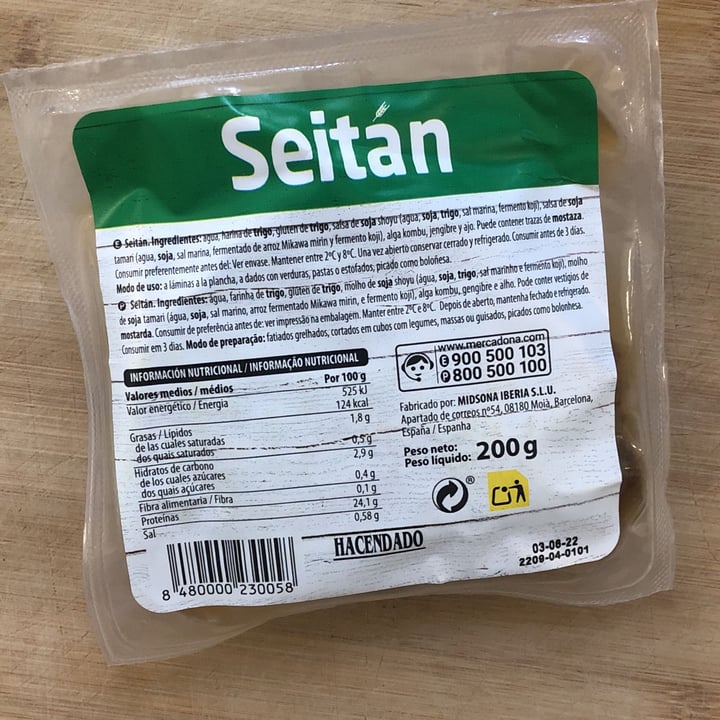 Seitán
E Seitán. Ingredientes: agua, harina de trigo, gluten de trigo, salsa de soja shoyu (agua, soja, trigo, sal marina, fermento koji), salsa de soja
tamari (agua, soja, sal marina, fermentado de arroz Mikawa mirin y fermento koji), alga kombu, jengibre y ajo. Puede contener trazas de mostaza.
Consumir preferentemente antes del: Ver envase. Mantener entre 2ºC y 8ºC. Una vez abierto conservar cerrado y refrigerado. Consumir antes de 3 días.
Modo de uso: a láminas a la plancha, a dados con verduras, pastas o estofados, picado como boloñesa.
P Seitán. Ingredientes: água, farinha de trigo, glúten de trigo, molho de soja shoyu (água, soja, trigo, sal marinho e fermento koji), molho
de soja tamari (água, soja, sal marino, arroz fermentado Mikawa mirin, e fermento koji), alga kombu, gengibre e alho. Pode conter vestígios de
mostarda. Consumir de preferência antes de: ver impressão na embalagem. Manter entre 2ºC e 8ºC. Depois de aberto, mantenha fechado e refrigerado.
Consumir em 3 dias. Modo de preparação: fatiados grelhados, cortados em cubos com legumes, massas ou guisados, picados como bolonhesa.
INFORMACIÓN NUTRICIONAL / INFORMAÇÃO NUTRICIONAL
Valores medios / médios Por 100 g
Valor energético / Energia 525 kJ
124 kcal
Grasas / Lípidos 1,8 g
de las cuales saturadas
dos quais saturados 0,5 g
Hidratos de carbono 2,9 g
de los cuales azúcares
dos quais açúcares 0,4 g
Fibra alimentaria / Fibra 0,1 g
Proteínas 24,1 g
Sal 0,58 g
www.mercadona.com
E 900 500 103
P 800 500 100
Fabricado por: MIDSONA IBERIA S.L.U.
Apartado de correos nº54, 08180 Moià, Barcelona,
España / Espanha
Peso neto:
Peso líquido: 200 g
®
HACENDADO
8 480000 230058
03-06-22
2209-04-0101